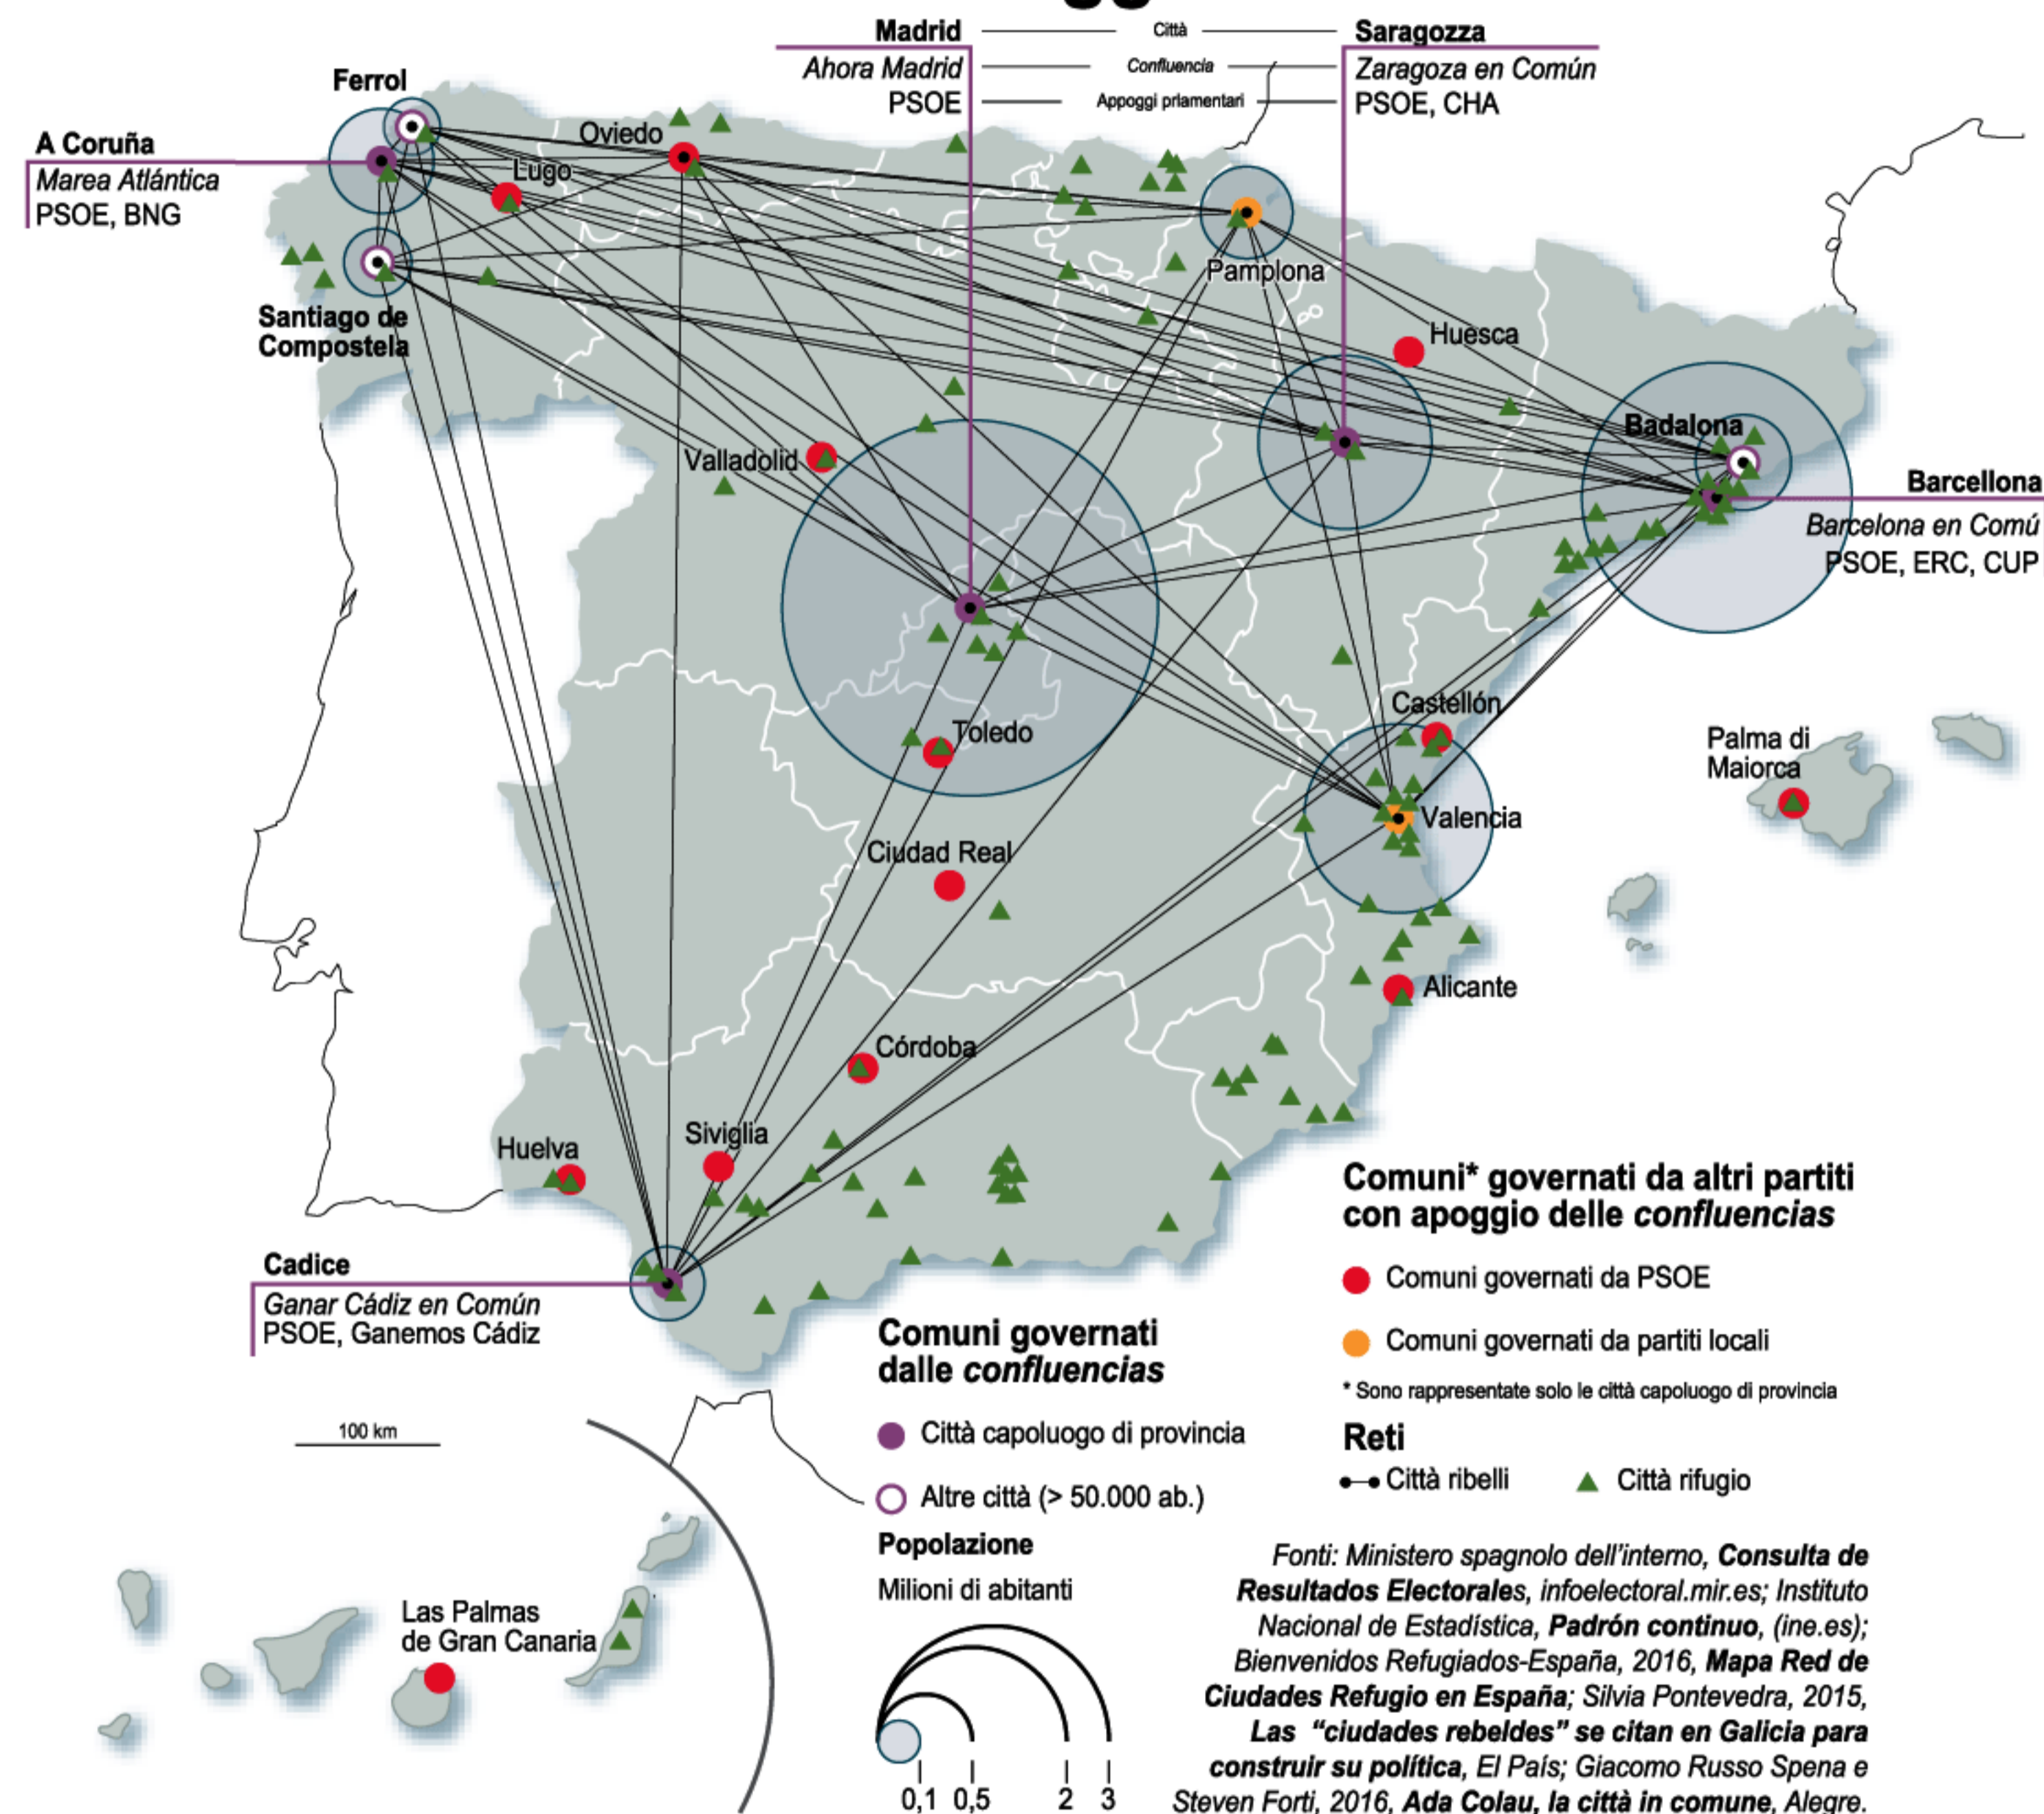 Madrid
Città
Saragozza
Ahora Madrid
Confluencia
Zaragoza en Común
PSOE
Appoggi prlamentari
PSOE, CHA
Ferrol
A Coruña
Marea Atlántica
PSOE, BNG
Oviedo
Lugo
Santiago de
Compostela
Pamplona
Huesca
Badalona
Barcellona
Barcelona en Comú
PSOE, ERC, CUP
Valladolid
Toledo
Castellón
Palma di
Maiorca
Valencia
Ciudad Real
Alicante
Córdoba
Siviglia
Huelva
Cadice
Ganar Cádiz en Común
PSOE, Ganemos Cádiz
Comuni* governati da altri partiti
con apoggio delle confluencias
Comuni governati da PSOE
Comuni governati da partiti locali
* Sono rappresentate solo le città capoluogo di provincia
Reti
Città ribelli
Città rifugio
Comuni governati
dalle confluencias
Città capoluogo di provincia
Altre città (> 50.000 ab.)
Popolazione
Milioni di abitanti
0,1 0,5 2 3
100 km
Las Palmas
de Gran Canaria
Fonti: Ministero spagnolo dell'interno, Consulta de
Resultados Electorales, infoelectoral.mir.es; Instituto
Nacional de Estadística, Padrón continuo, (ine.es);
Bienvenidos Refugiados-España, 2016, Mapa Red de
Ciudades Refugio en España; Silvia Pontevedra, 2015,
Las “ciudades rebeldes” se citan en Galicia para
construir su política, El País; Giacomo Russo Spena e
Steven Forti, 2016, Ada Colau, la città in comune, Alegre.